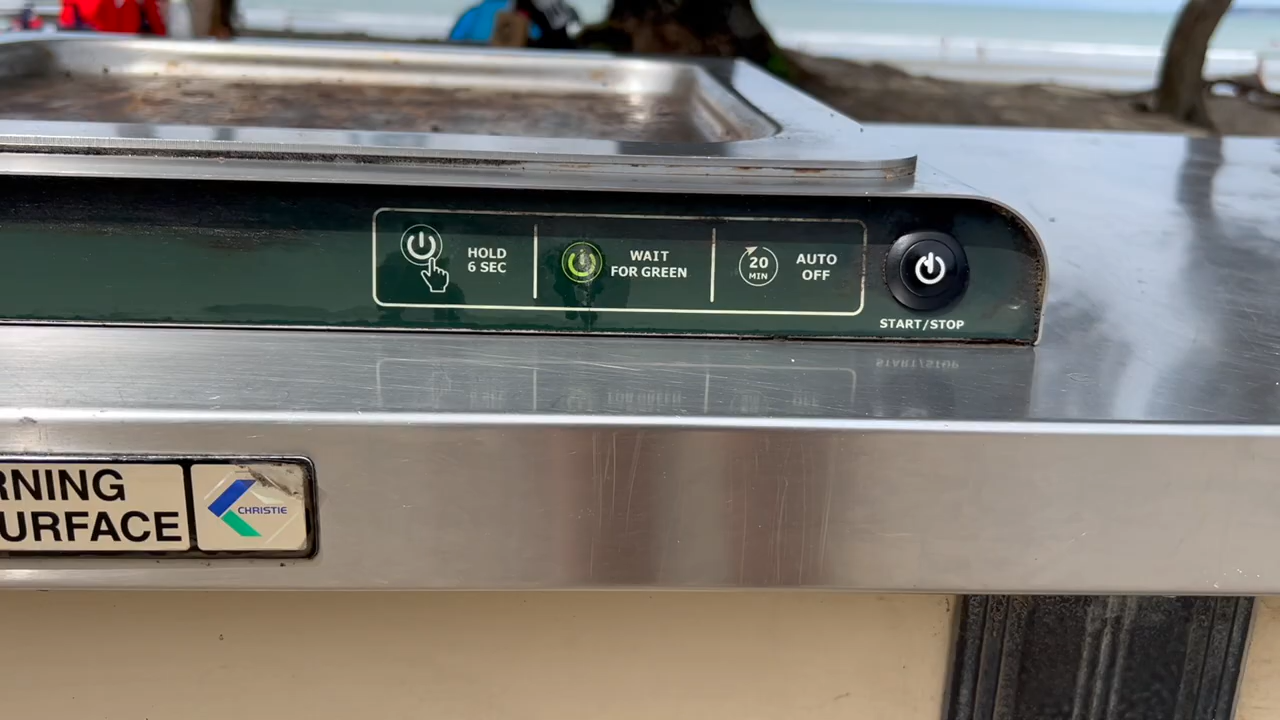 HOLD
6 SEC
WAIT
FOR GREEN
20
MIN
AUTO
OFF
START/STOP
RNING
URFACE
CHRISTIE